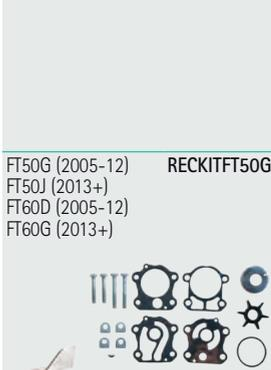 FT50G (2005-12) RECKITFT50G
FT50J (2013+)
FT60D (2005-12)
FT60G (2013+)